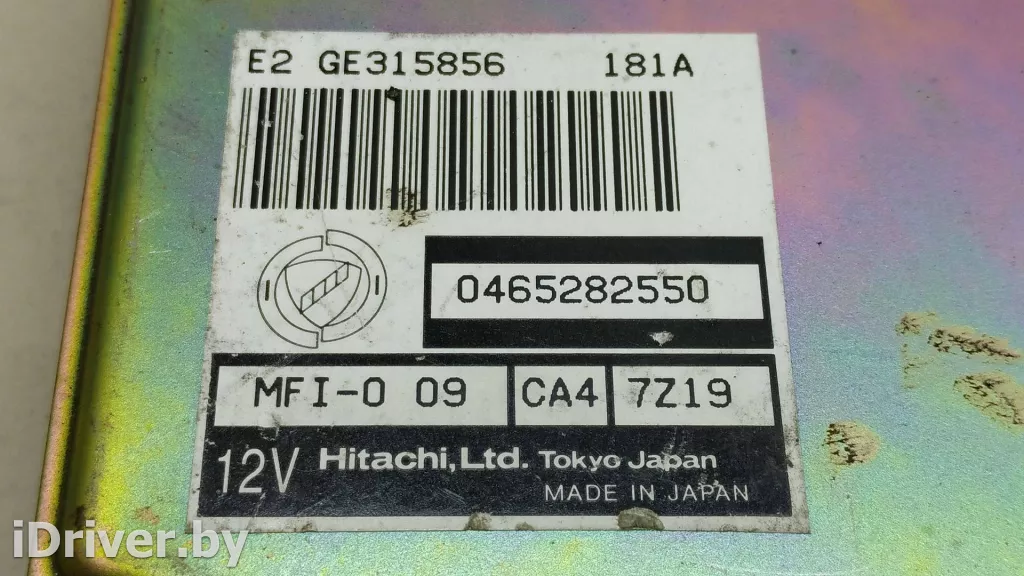 E2 GE315856 181A
0465282550
MFI-0 09 CA4 7Z19
12V Hitachi, Ltd. Tokyo Japan
MADE IN JAPAN
iDriver.by